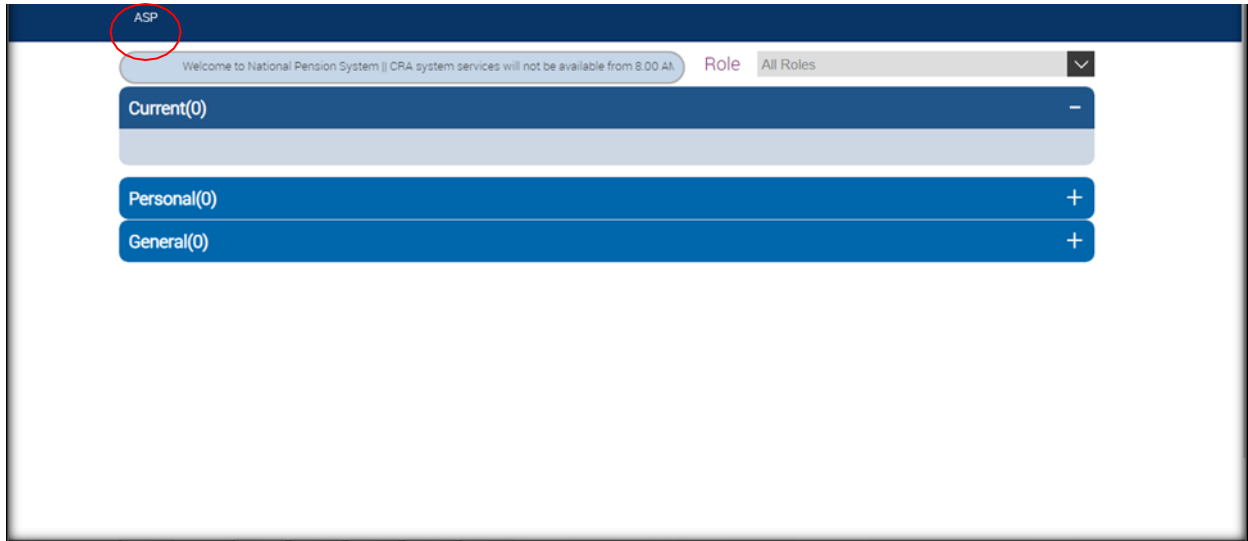 ASP
Welcome to National Pension System || CRA system services will not be available from 8.00 AM
Role All Roles
Current(0)
Personal(0)
General(0)